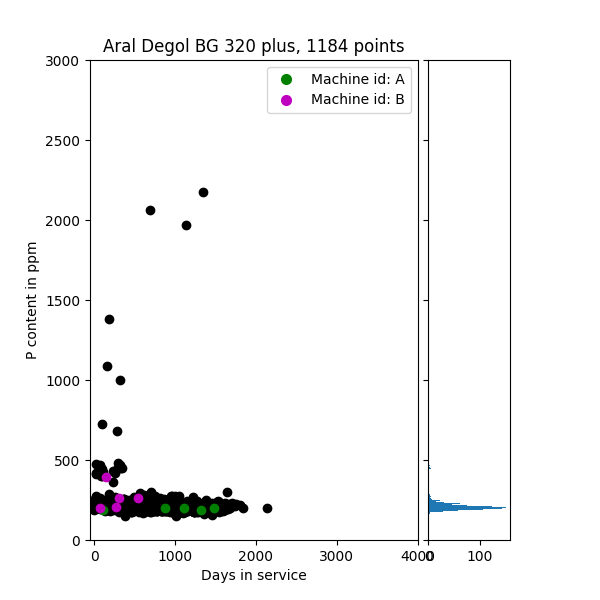 Aral Degol BG 320 plus, 1184 points
Machine id: A
Machine id: B
3000
2500
2000
1500
1000
500
0
P content in ppm
0
1000
2000
3000
4000
0
100
Days in service